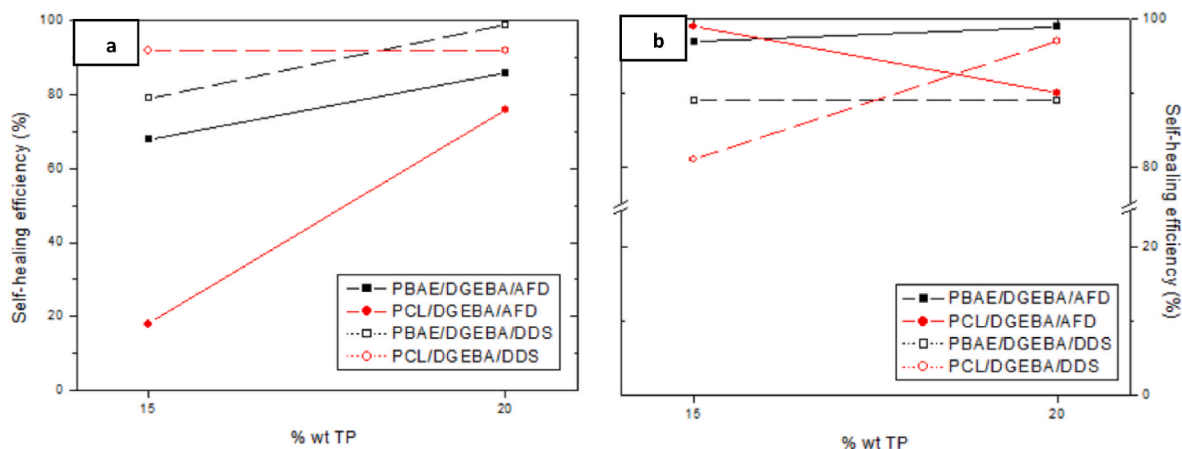 a
100
80
60
40
20
0
Self-healing efficiency (%)
PBAE/DGEBA/AFD
PCL/DGEBA/AFD
PBAE/DGEBA/DDS
PCL/DGEBA/DDS
15
20
% wt TP
b
100
80
20
0
Self-healing efficiency (%)
PBAE/DGEBA/AFD
PCL/DGEBA/AFD
PBAE/DGEBA/DDS
PCL/DGEBA/DDS
15
20
% wt TP